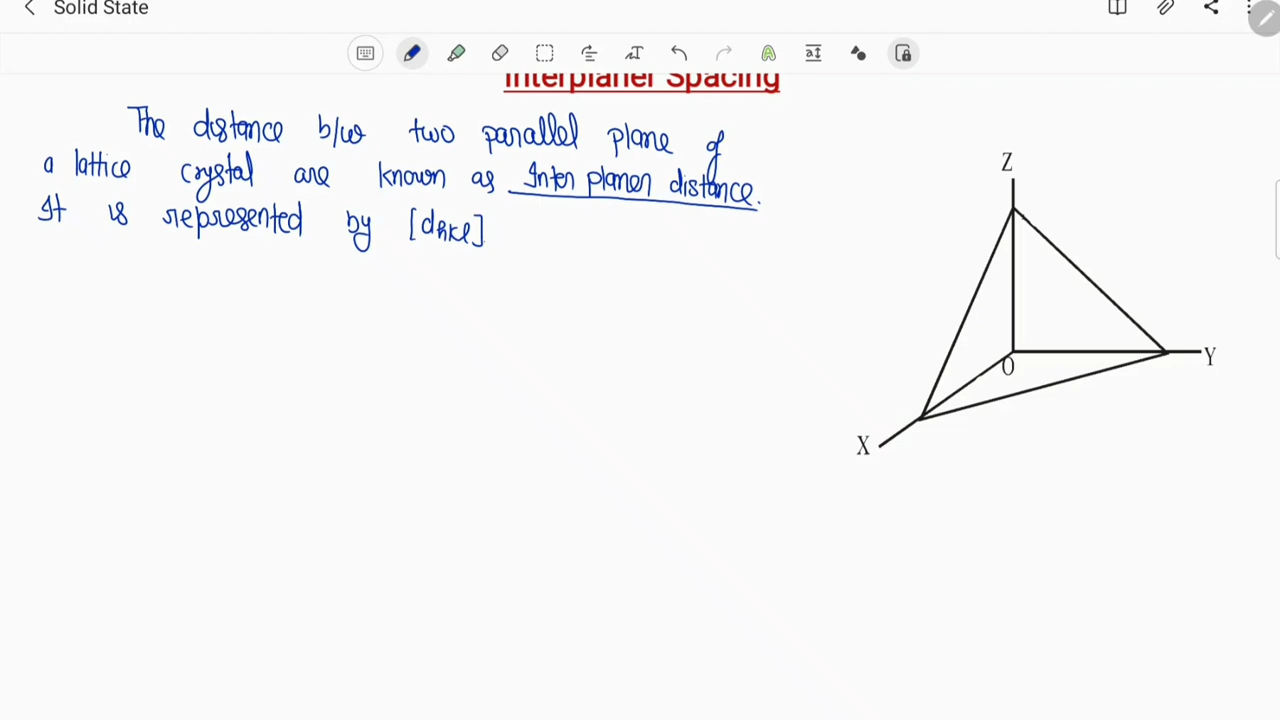 Solid State
Interplaner Spacing
The distance b/w two parallel plane of
a lattice crystal are known as Inter planer distance.
It is represented by [dhkl]
Z
O
Y
X